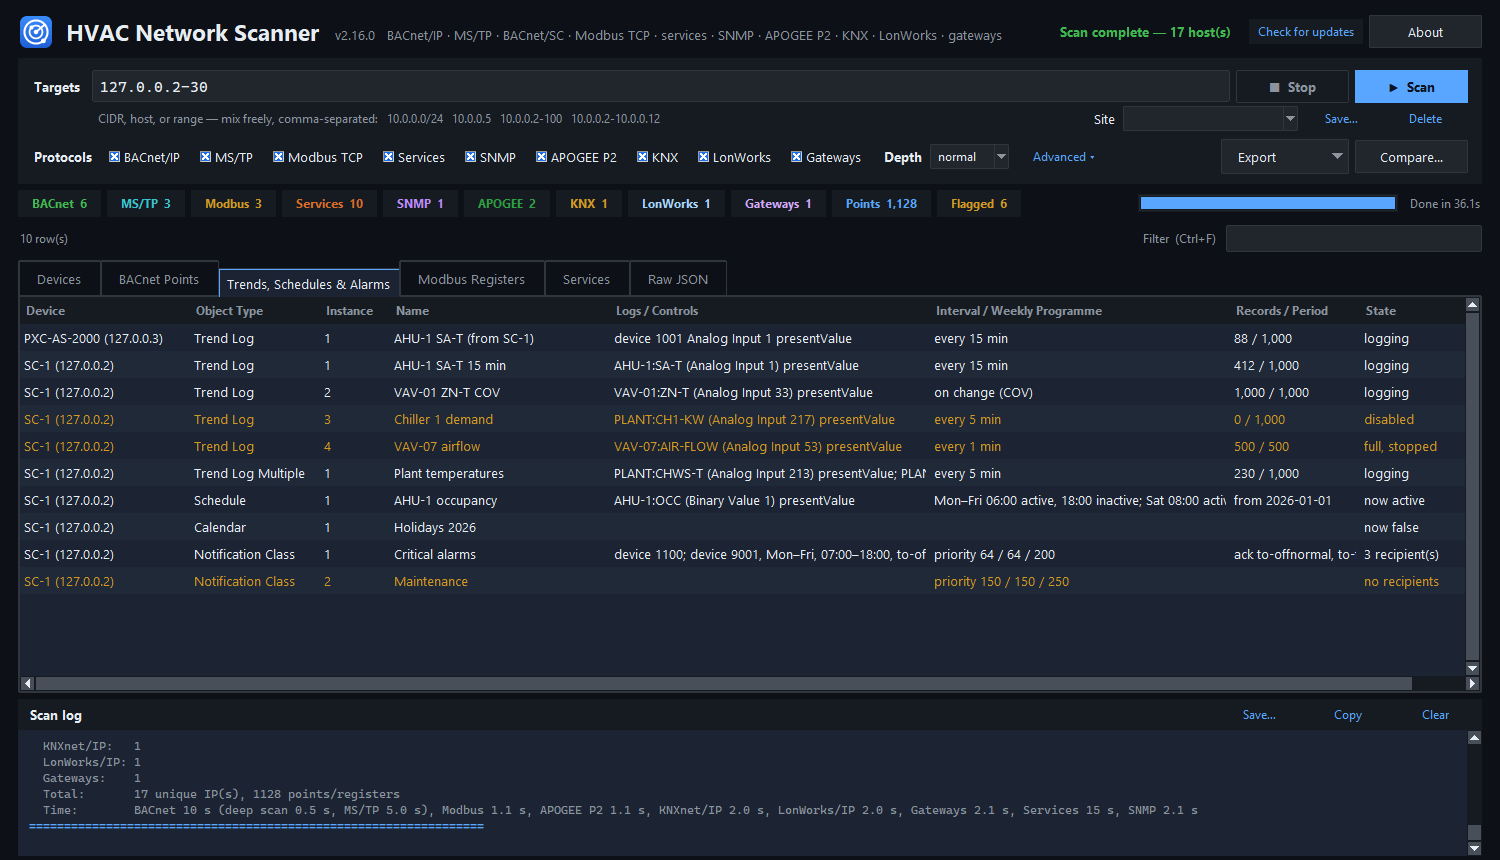 HVAC Network Scanner v2.16.0 BACnet/IP · MS/TP · BACnet/SC · Modbus TCP · services · SNMP · APOGEE P2 · KNX · LonWorks · gateways Scan complete — 17 host(s) Check for updates About
Targets 127.0.0.2-30 Stop Scan
CIDR, host, or range — mix freely, comma-separated: 10.0.0.0/24 10.0.0.5 10.0.0.2-100 10.0.0.2-10.0.0.12 Site Save... Delete
Protocols BACnet/IP MS/TP Modbus TCP Services SNMP APOGEE P2 KNX LonWorks Gateways Depth normal Advanced Export Compare...
BACnet 6 MS/TP 3 Modbus 3 Services 10 SNMP 1 APOGEE 2 KNX 1 LonWorks 1 Gateways 1 Points 1,128 Flagged 6 Done in 36.1s
10 row(s) Filter (Ctrl+F)
Devices BACnet Points Trends, Schedules & Alarms Modbus Registers Services Raw JSON
Device Object Type Instance Name Logs / Controls Interval / Weekly Programme Records / Period State
PXC-AS-2000 (127.0.0.3) Trend Log 1 AHU-1 SA-T (from SC-1) device 1001 Analog Input 1 presentValue every 15 min 88 / 1,000 logging
SC-1 (127.0.0.2) Trend Log 1 AHU-1 SA-T 15 min AHU-1:SA-T (Analog Input 1) presentValue every 15 min 412 / 1,000 logging
SC-1 (127.0.0.2) Trend Log 2 VAV-01 ZN-T COV VAV-01:ZN-T (Analog Input 33) presentValue on change (COV) 1,000 / 1,000 logging
SC-1 (127.0.0.2) Trend Log 3 Chiller 1 demand PLANT:CH1-KW (Analog Input 217) presentValue every 5 min 0 / 1,000 disabled
SC-1 (127.0.0.2) Trend Log 4 VAV-07 airflow VAV-07:AIR-FLOW (Analog Input 53) presentValue every 1 min 500 / 500 full, stopped
SC-1 (127.0.0.2) Trend Log Multiple 1 Plant temperatures PLANT:CHWS-T (Analog Input 213) presentValue; PLAN every 5 min 230 / 1,000 logging
SC-1 (127.0.0.2) Schedule 1 AHU-1 occupancy AHU-1:OCC (Binary Value 1) presentValue Mon–Fri 06:00 active, 18:00 inactive; Sat 08:00 activ from 2026-01-01 now active
SC-1 (127.0.0.2) Calendar 1 Holidays 2026 now false
SC-1 (127.0.0.2) Notification Class 1 Critical alarms device 1100; device 9001, Mon–Fri, 07:00–18:00, to-of priority 64 / 64 / 200 ack to-offnormal, to- 3 recipient(s)
SC-1 (127.0.0.2) Notification Class 2 Maintenance priority 150 / 150 / 250 no recipients
Scan log Save... Copy Clear
KNXnet/IP: 1
LonWorks/IP: 1
Gateways: 1
Total: 17 unique IP(s), 1128 points/registers
Time: BACnet 10 s (deep scan 0.5 s, MS/TP 5.0 s), Modbus 1.1 s, APOGEE P2 1.1 s, KNXnet/IP 2.0 s, LonWorks/IP 2.0 s, Gateways 2.1 s, Services 15 s, SNMP 2.1 s
=================================================================